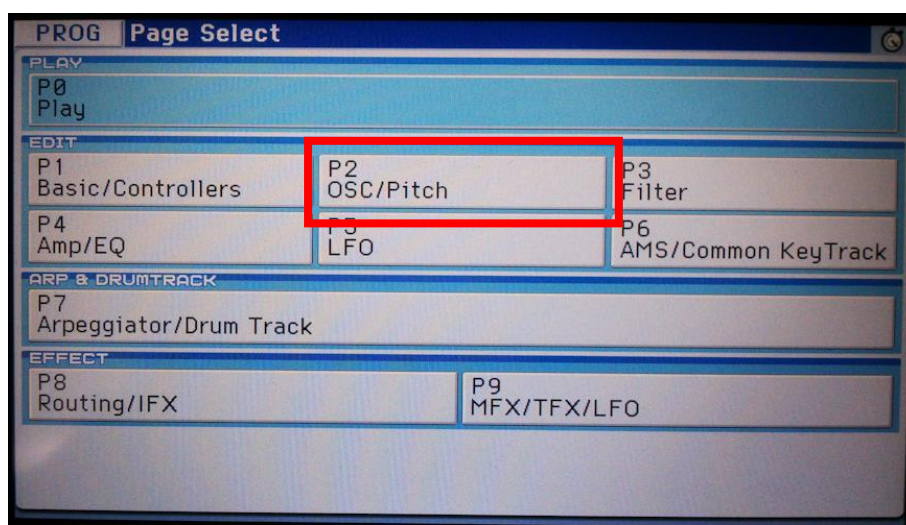 PROG Page Select
PLAY
P0
Play
EDIT
P1
Basic/Controllers
P2
OSC/Pitch
P3
Filter
P4
Amp/EQ
P5
LFO
P6
AMS/Common KeyTrack
ARP & DRUMTRACK
P7
Arpeggiator/Drum Track
EFFECT
P8
Routing/IFX
P9
MFX/TFX/LFO